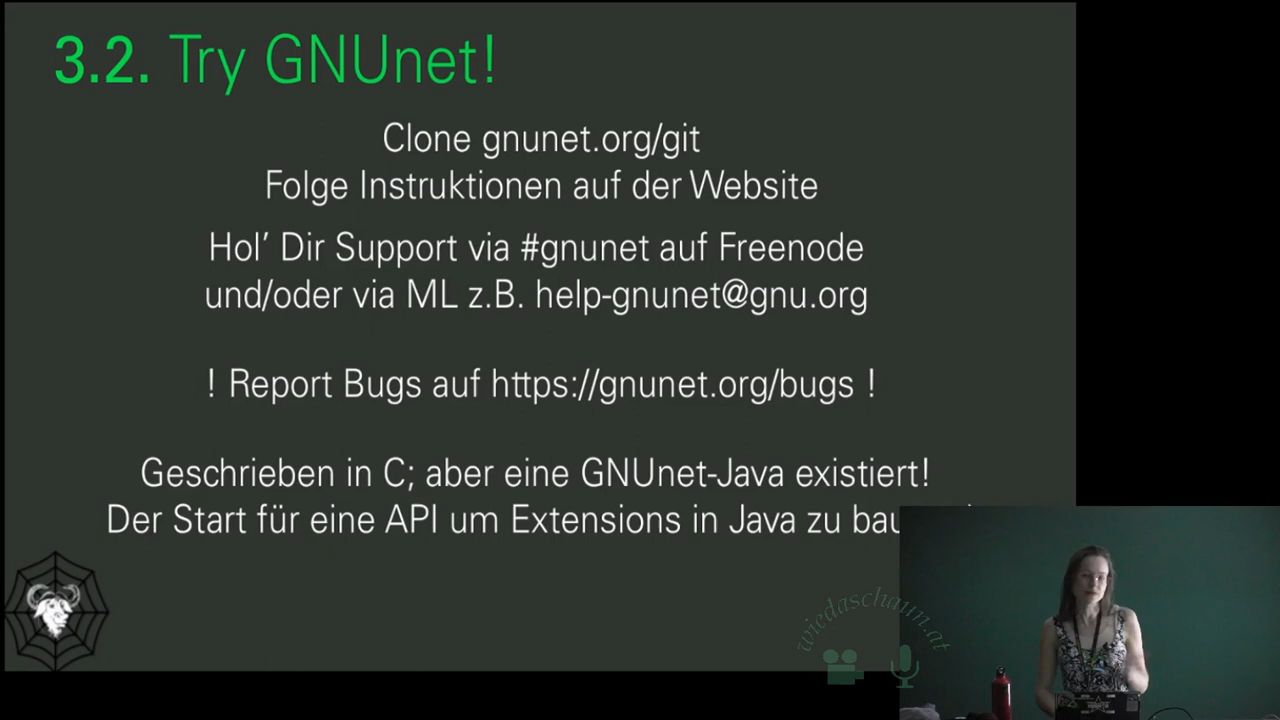 3.2. Try GNUnet!
Clone gnunet.org/git
Folge Instruktionen auf der Website
Hol' Dir Support via #gnunet auf Freenode
und/oder via ML z.B. help-gnunet@gnu.org
! Report Bugs auf https://gnunet.org/bugs !
Geschrieben in C; aber eine GNUnet-Java existiert!
Der Start für eine API um Extensions in Java zu
wiedaschaun.at